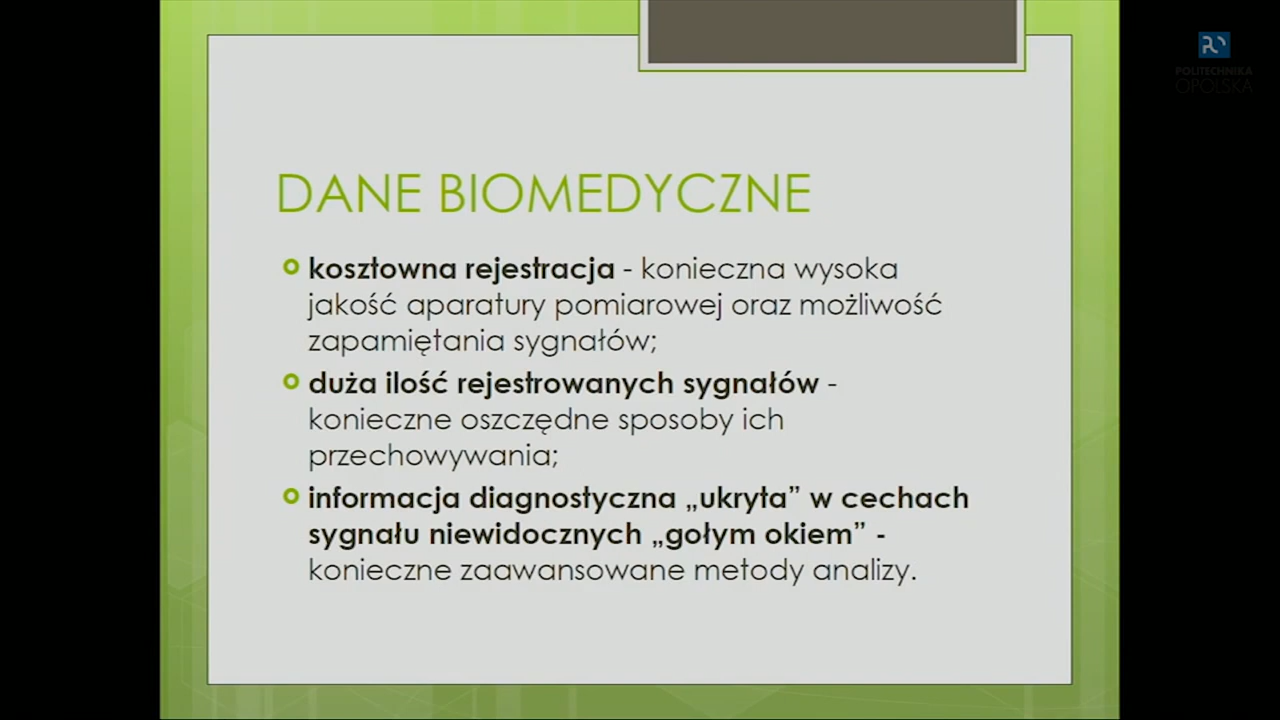 POLITECHNIKA
OPOLSKA
DANE BIOMEDYCZNE
kosztowna rejestracja - konieczna wysoka
jakość aparatury pomiarowej oraz możliwość
zapamiętania sygnałów;
duża ilość rejestrowanych sygnałów -
konieczne oszczędne sposoby ich
przechowywania;
informacja diagnostyczna „ukryta” w cechach
sygnału niewidocznych „gołym okiem” -
konieczne zaawansowane metody analizy.